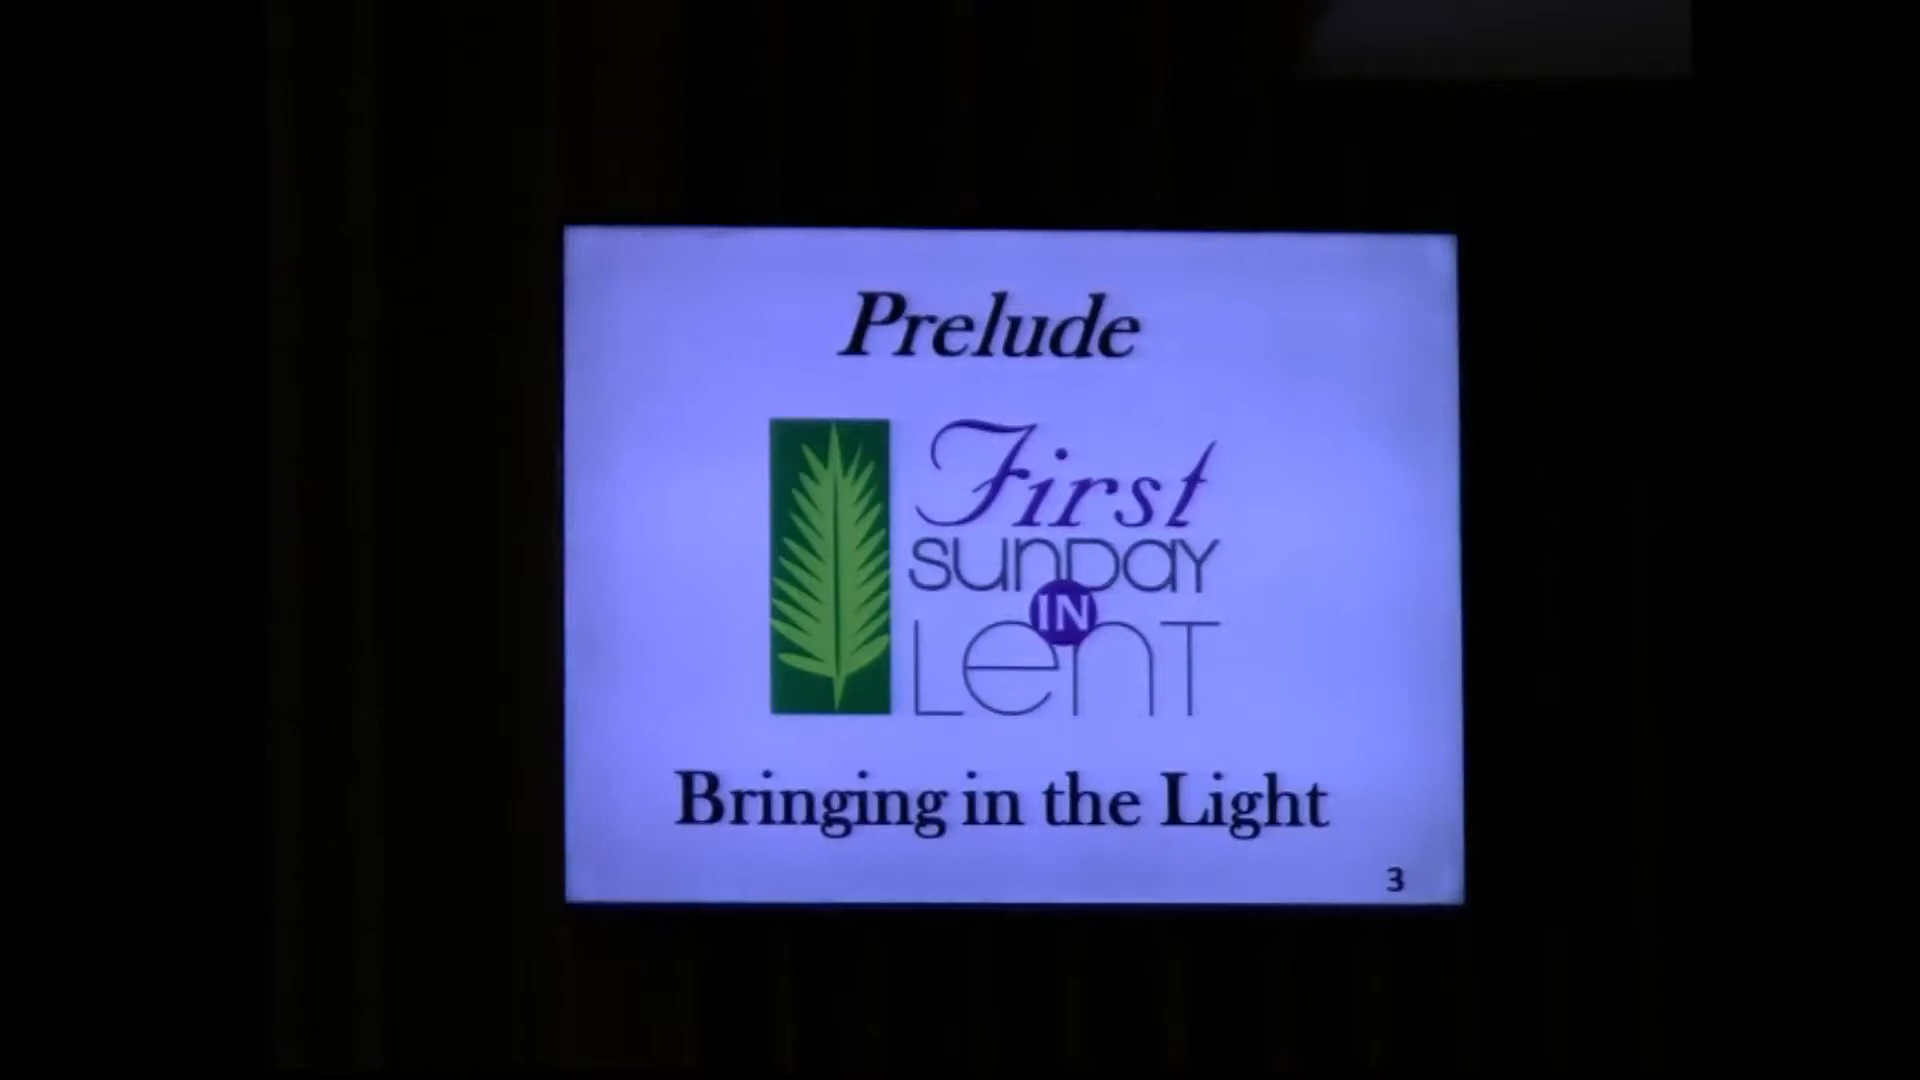 Prelude
First
SUNDAY
IN
LENT
Bringing in the Light
3